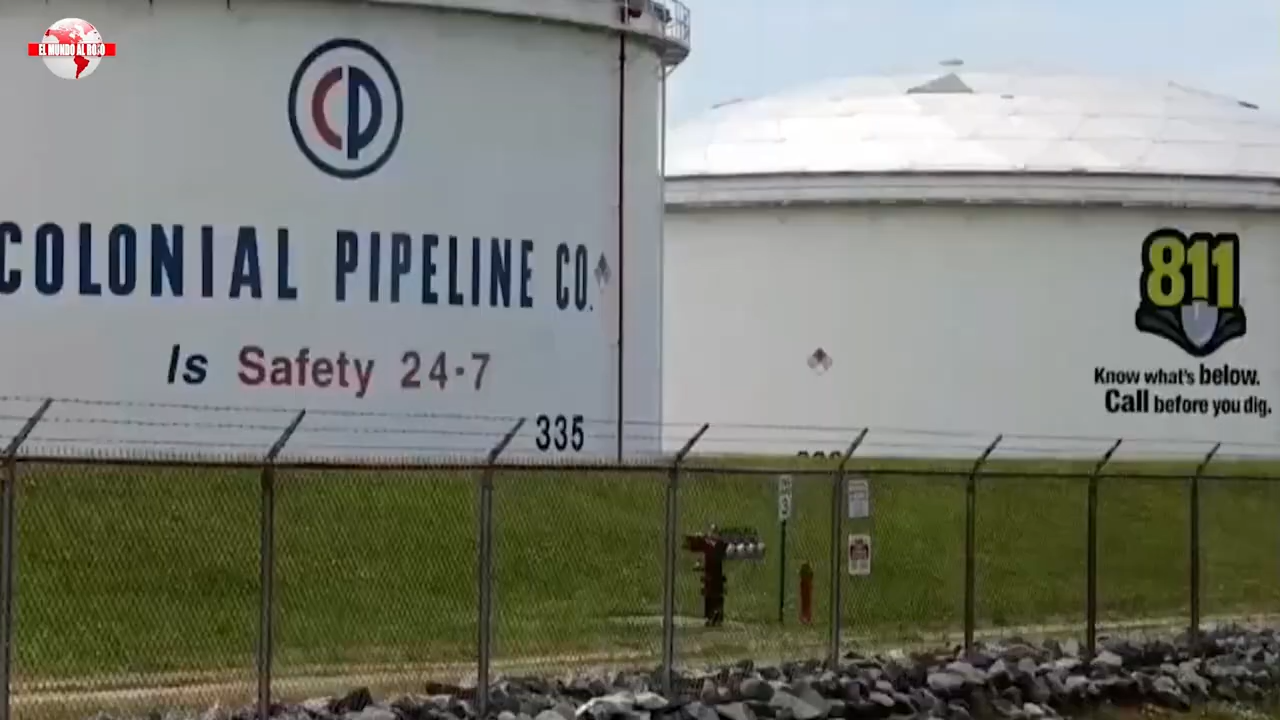 EL MUNDO AL ROJO
CP
COLONIAL PIPELINE CO.
Is Safety 24-7
335
811
Know what's below.
Call before you dig.